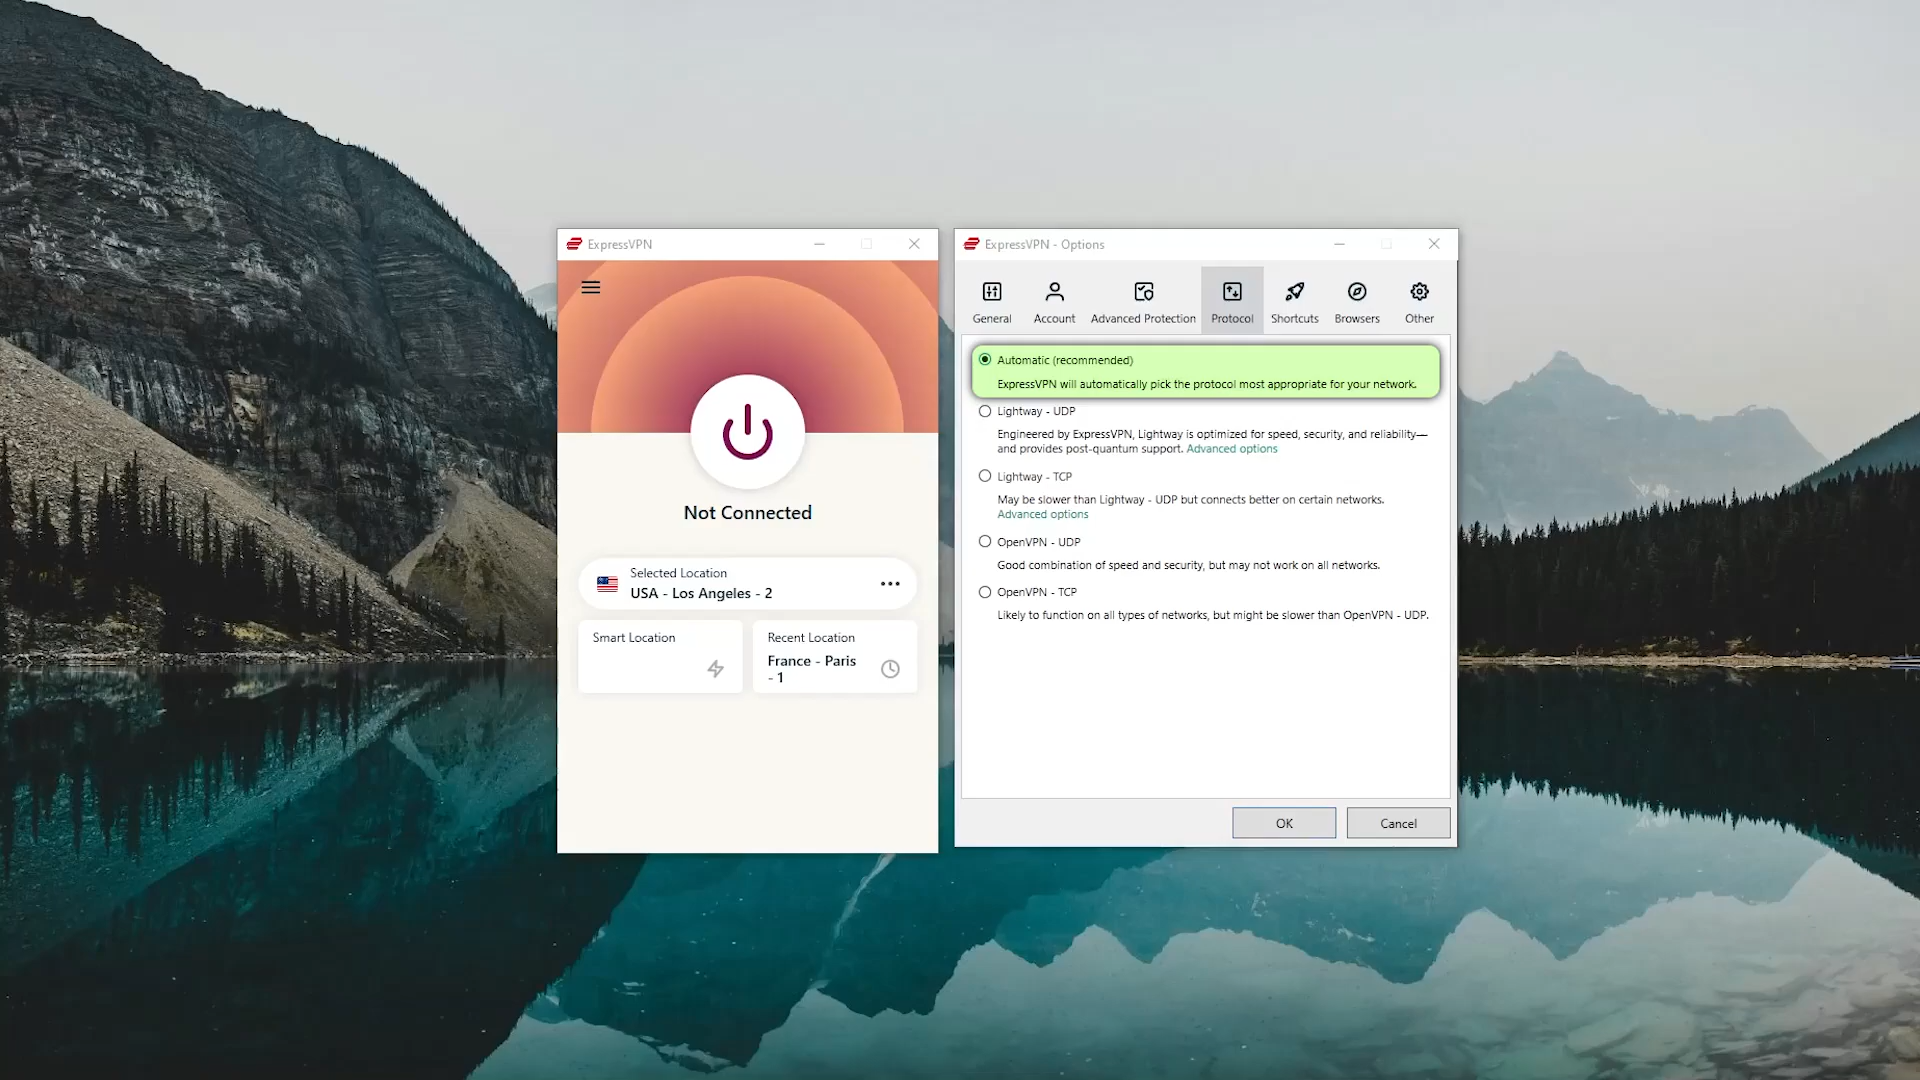 ExpressVPN
Not Connected
Selected Location
USA - Los Angeles - 2
Smart Location
Recent Location
France - Paris
- 1
ExpressVPN - Options
General
Account
Advanced Protection
Protocol
Shortcuts
Browsers
Other
Automatic (recommended)
ExpressVPN will automatically pick the protocol most appropriate for your network.
Lightway - UDP
Engineered by ExpressVPN, Lightway is optimized for speed, security, and reliability—
and provides post-quantum support. Advanced options
Lightway - TCP
May be slower than Lightway - UDP but connects better on certain networks.
Advanced options
OpenVPN - UDP
Good combination of speed and security, but may not work on all networks.
OpenVPN - TCP
Likely to function on all types of networks, but might be slower than OpenVPN - UDP.
OK
Cancel